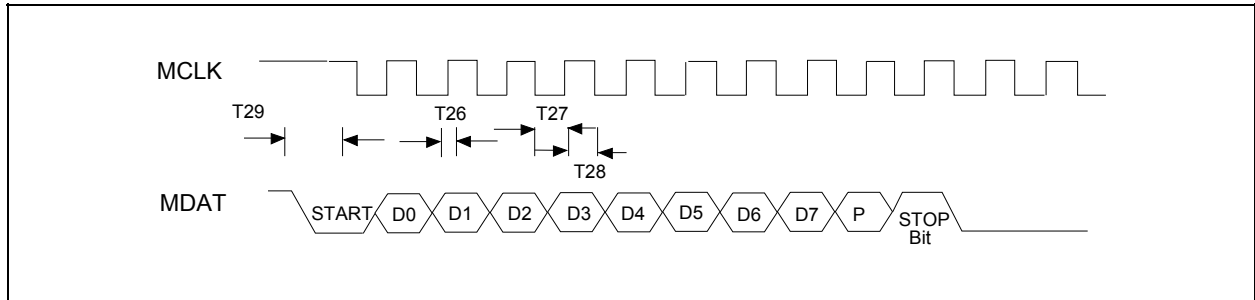 MCLK
T29
T26
T27
T28
MDAT
START D0 D1 D2 D3 D4 D5 D6 D7 P STOP
Bit